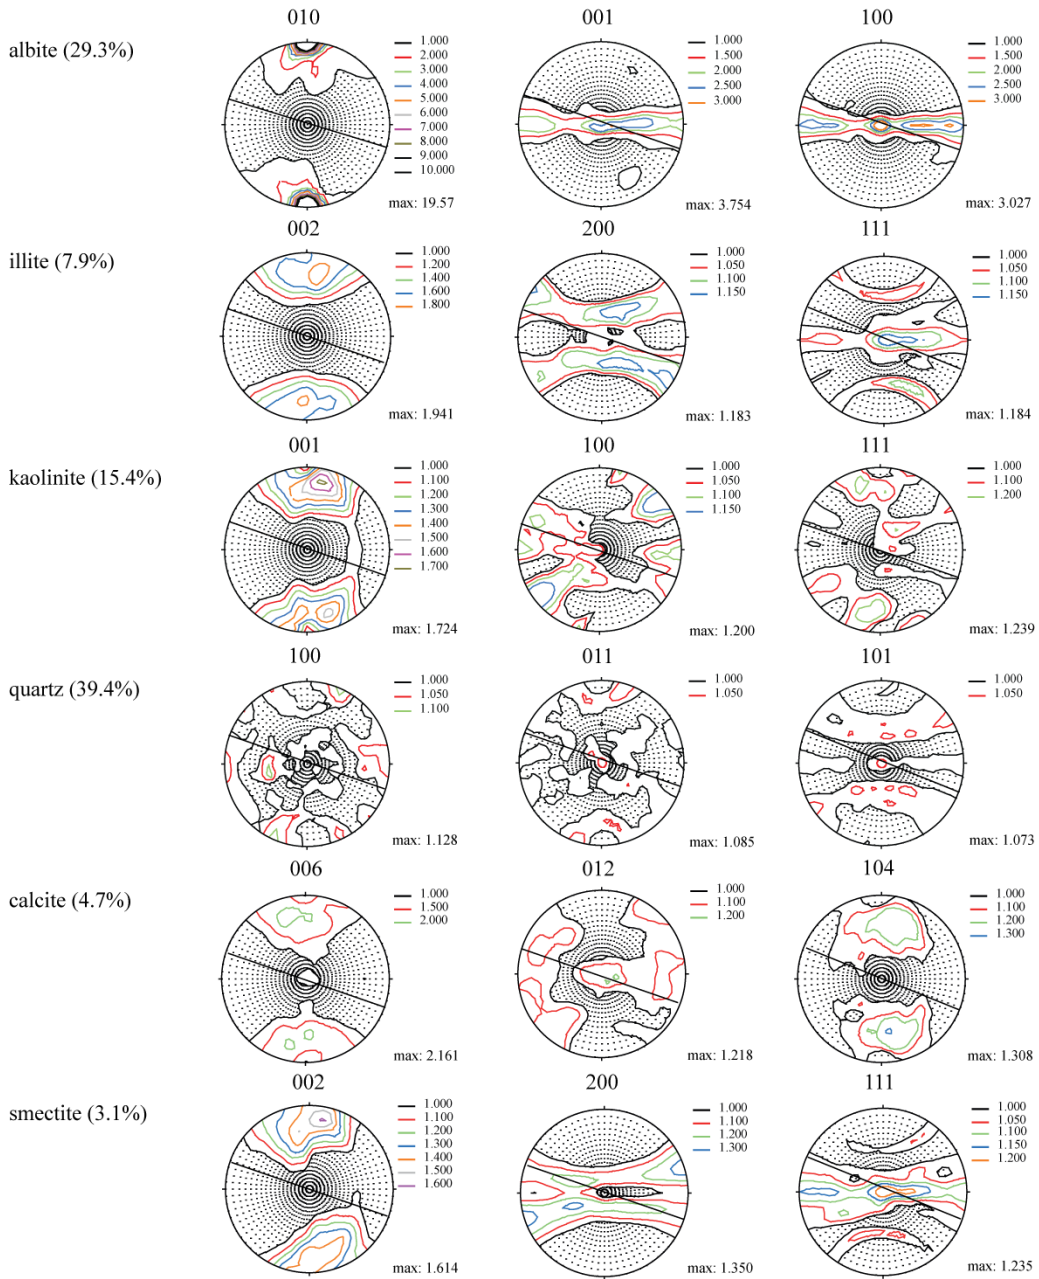 010 001 100
albite (29.3%)
1.000 1.000 1.000
2.000 1.500 1.500
3.000 2.000 2.000
4.000 2.500 2.500
5.000 3.000 3.000
6.000
7.000
8.000
9.000
10.000
max: 19.57 max: 3.754 max: 3.027
002 200 111
illite (7.9%)
1.000 1.000 1.000
1.200 1.050 1.050
1.400 1.100 1.100
1.600 1.150 1.150
1.800
max: 1.941 max: 1.183 max: 1.184
001 100 111
kaolinite (15.4%)
1.000 1.000 1.000
1.100 1.050 1.100
1.200 1.100 1.200
1.300 1.150
1.400
1.500
1.600
1.700
max: 1.724 max: 1.200 max: 1.239
100 011 101
quartz (39.4%)
1.000 1.000 1.000
1.050 1.050 1.050
1.100
max: 1.128 max: 1.085 max: 1.073
006 012 104
calcite (4.7%)
1.000 1.000 1.000
1.500 1.100 1.100
2.000 1.200 1.200
1.300
max: 2.161 max: 1.218 max: 1.308
002 200 111
smectite (3.1%)
1.000 1.000 1.000
1.100 1.100 1.050
1.200 1.200 1.100
1.300 1.300 1.150
1.400 1.200
1.500
1.600
max: 1.614 max: 1.350 max: 1.235